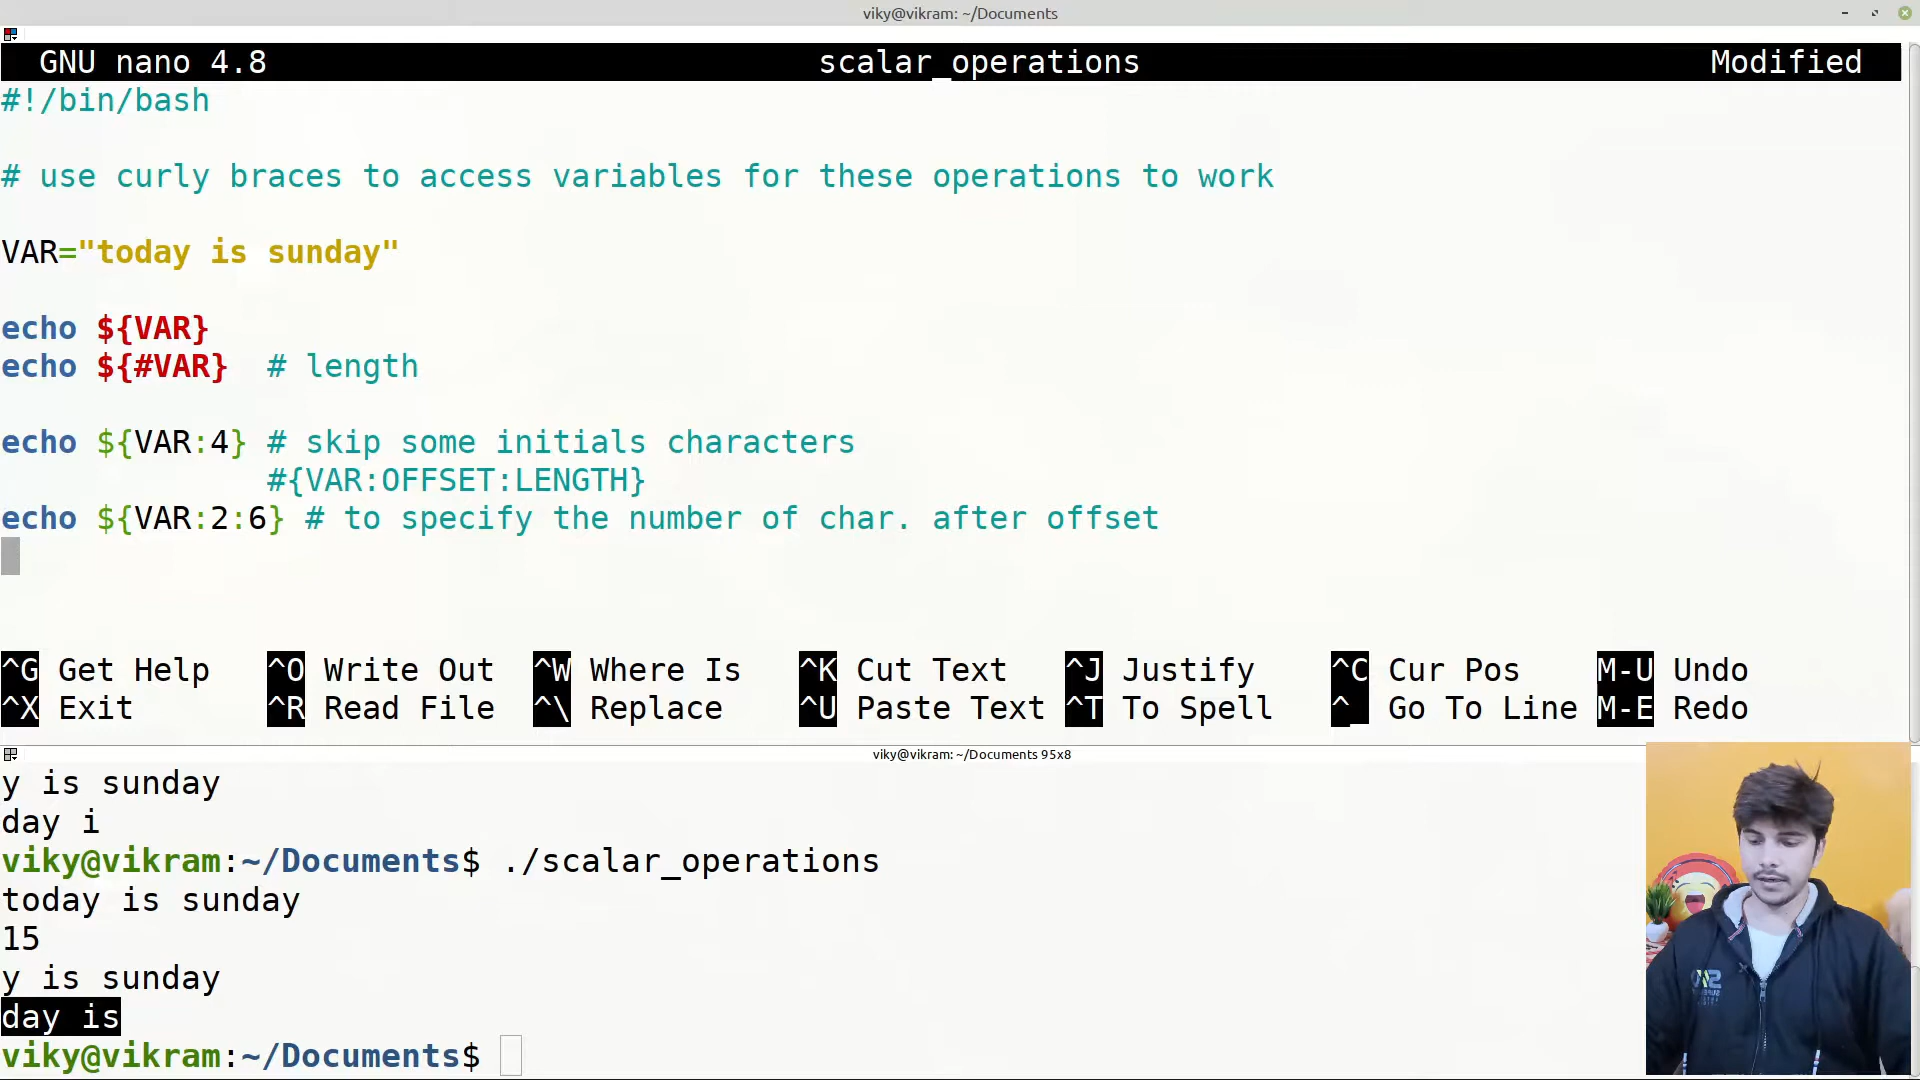 viky@vikram: ~/Documents
GNU nano 4.8 scalar_operations Modified
#!/bin/bash
# use curly braces to access variables for these operations to work
VAR="today is sunday"
echo ${VAR}
echo ${#VAR} # length
echo ${VAR:4} # skip some initials characters
#{VAR:OFFSET:LENGTH}
echo ${VAR:2:6} # to specify the number of char. after offset
^G Get Help ^O Write Out ^W Where Is ^K Cut Text ^J Justify ^C Cur Pos M-U Undo
^X Exit ^R Read File ^\ Replace ^U Paste Text ^T To Spell ^_ Go To Line M-E Redo
viky@vikram: ~/Documents 95x8
y is sunday
day i
viky@vikram:~/Documents$ ./scalar_operations
today is sunday
15
y is sunday
day is
viky@vikram:~/Documents$